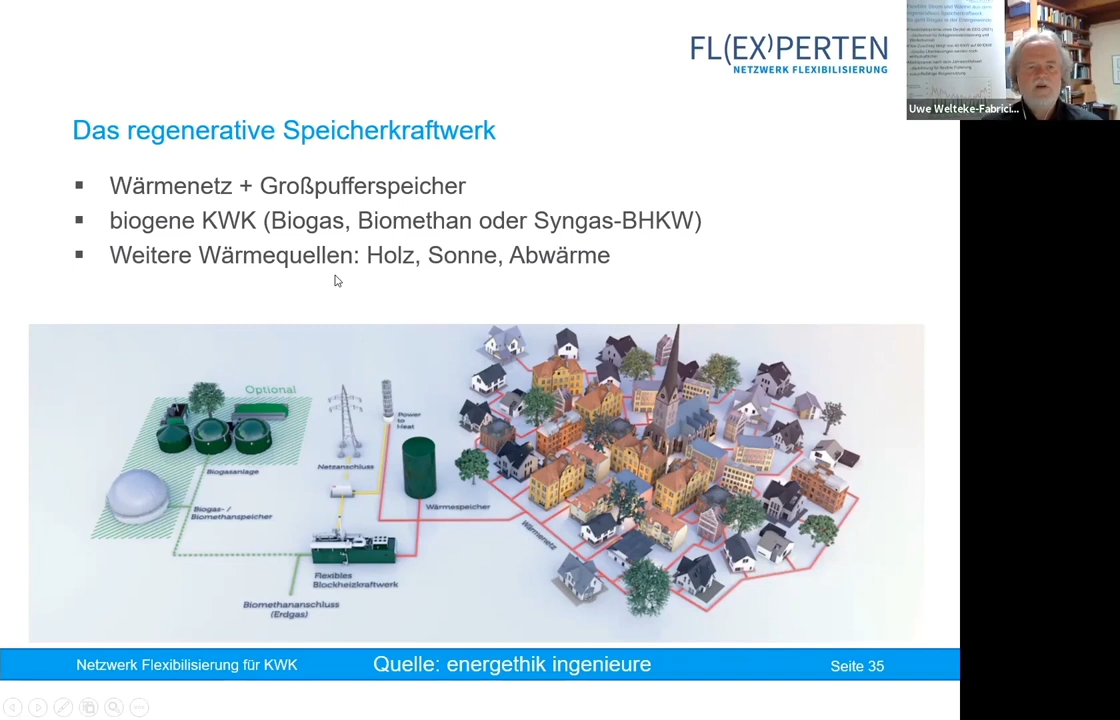 FL(EX)PERTEN
NETZWERK FLEXIBILISIERUNG
Uwe Welteke-Fabrici...
Das regenerative Speicherkraftwerk
▪ Wärmenetz + Großpufferspeicher
▪ biogene KWK (Biogas, Biomethan oder Syngas-BHKW)
▪ Weitere Wärmequellen: Holz, Sonne, Abwärme
Optional
Power
to
Heat
Biogasanlage
Netzanschluss
Biogas- /
Biomethanspeicher
Wärmespeicher
Wärmenetz
Flexibles
Blockheizkraftwerk
Biomethananschluss
(Erdgas)
Netzwerk Flexibilisierung für KWK
Quelle: energethik ingenieure
Seite 35